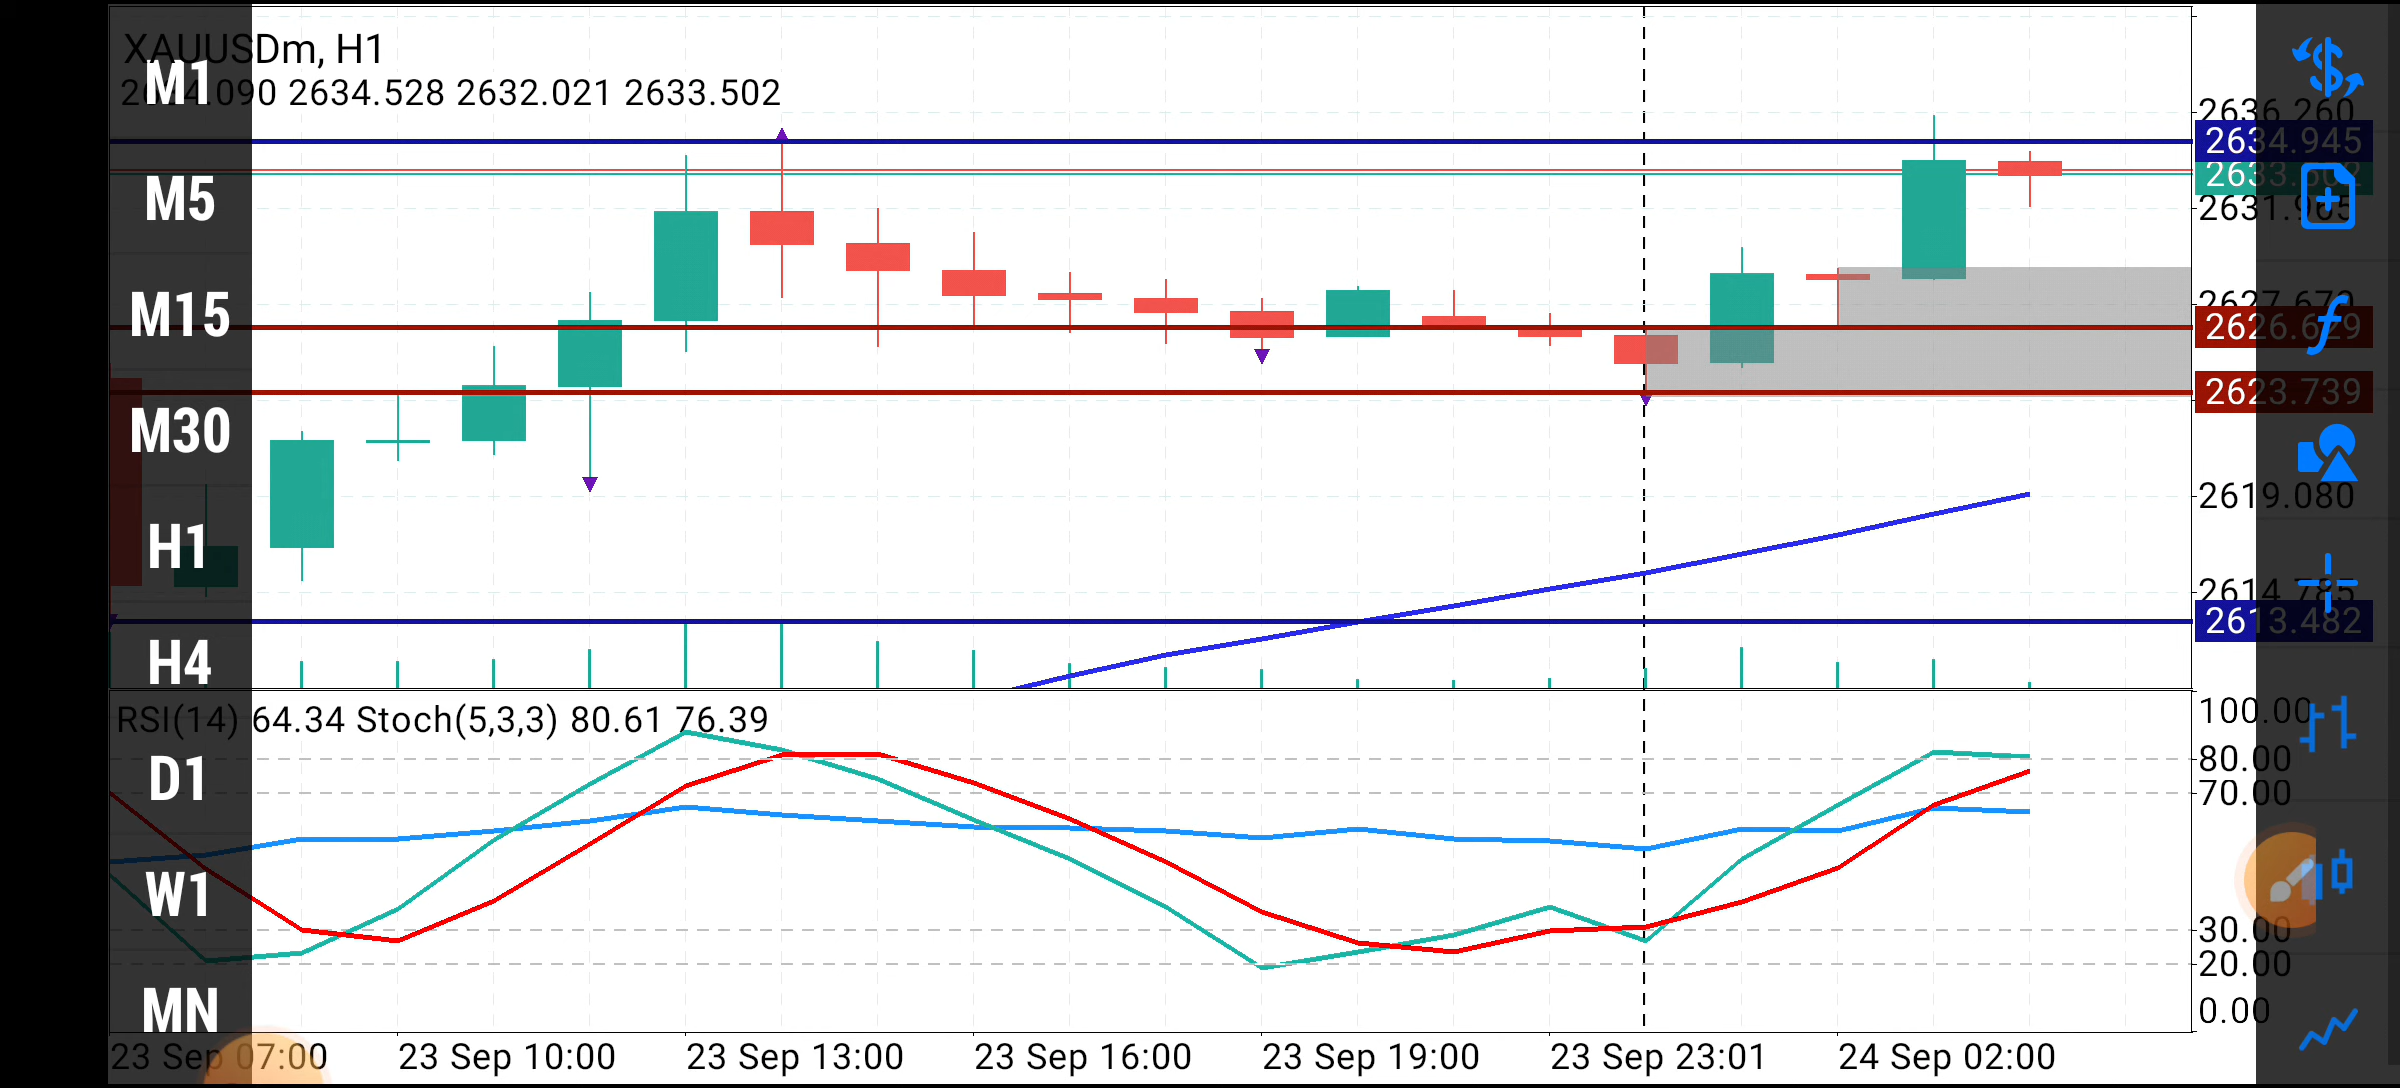 XAUUSDm, H1
2634.090 2634.528 2632.021 2633.502
M1
M5
M15
M30
H1
H4
D1
W1
MN
2636.260
2634.945
2631.965
2627.670
2626.629
2623.739
2619.080
2614.785
2613.482
RSI(14) 64.34 Stoch(5,3,3) 80.61 76.39
100.00
80.00
70.00
30.00
20.00
0.00
23 Sep 07:00 23 Sep 10:00 23 Sep 13:00 23 Sep 16:00 23 Sep 19:00 23 Sep 23:01 24 Sep 02:00